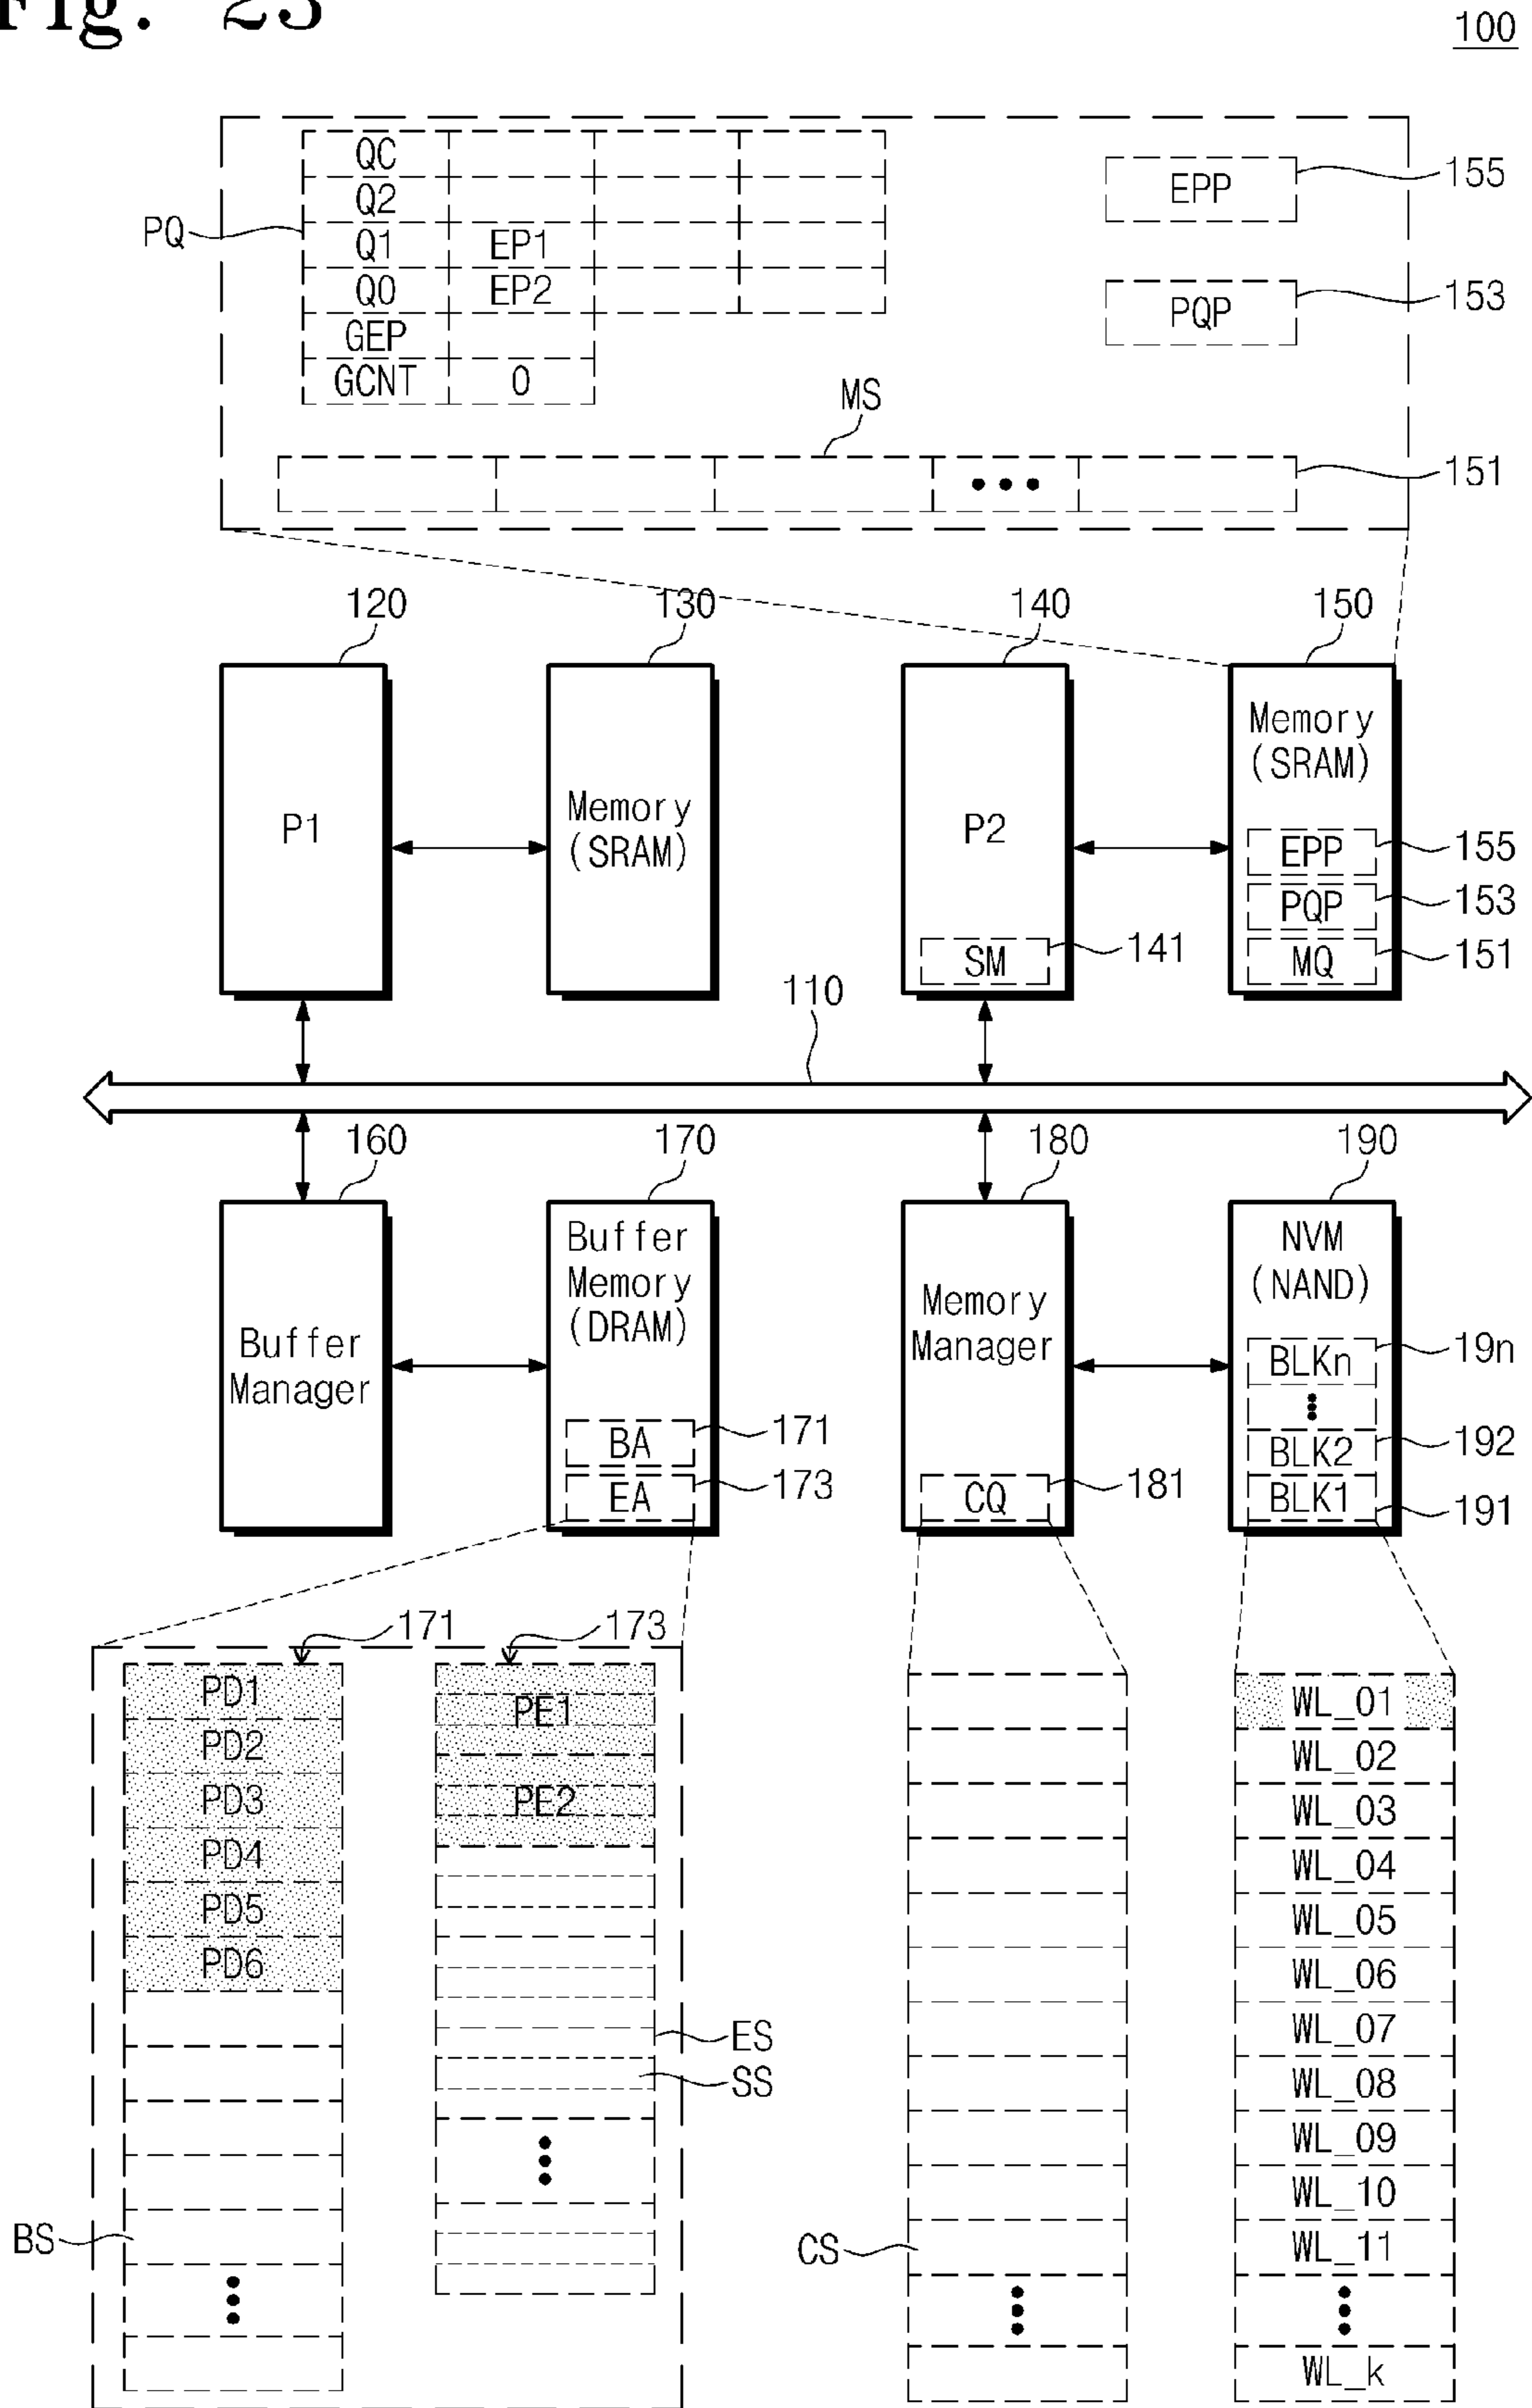 Fig. 23
100
QC
Q2
Q1 EP1
Q0 EP2
GEP
GCNT 0
PQ
EPP 155
PQP 153
MS
151
120 130 140 150
P1
Memory
(SRAM)
P2
SM 141
Memory
(SRAM)
EPP 155
PQP 153
MQ 151
110
160 170 180 190
Buffer
Manager
Buffer
Memory
(DRAM)
BA 171
EA 173
Memory
Manager
CQ 181
NVM
(NAND)
BLKn 19n
BLK2 192
BLK1 191
171 173
PD1
PD2
PD3
PD4
PD5
PD6
BS
PE1
PE2
ES
SS
CS
WL_01
WL_02
WL_03
WL_04
WL_05
WL_06
WL_07
WL_08
WL_09
WL_10
WL_11
WL_k